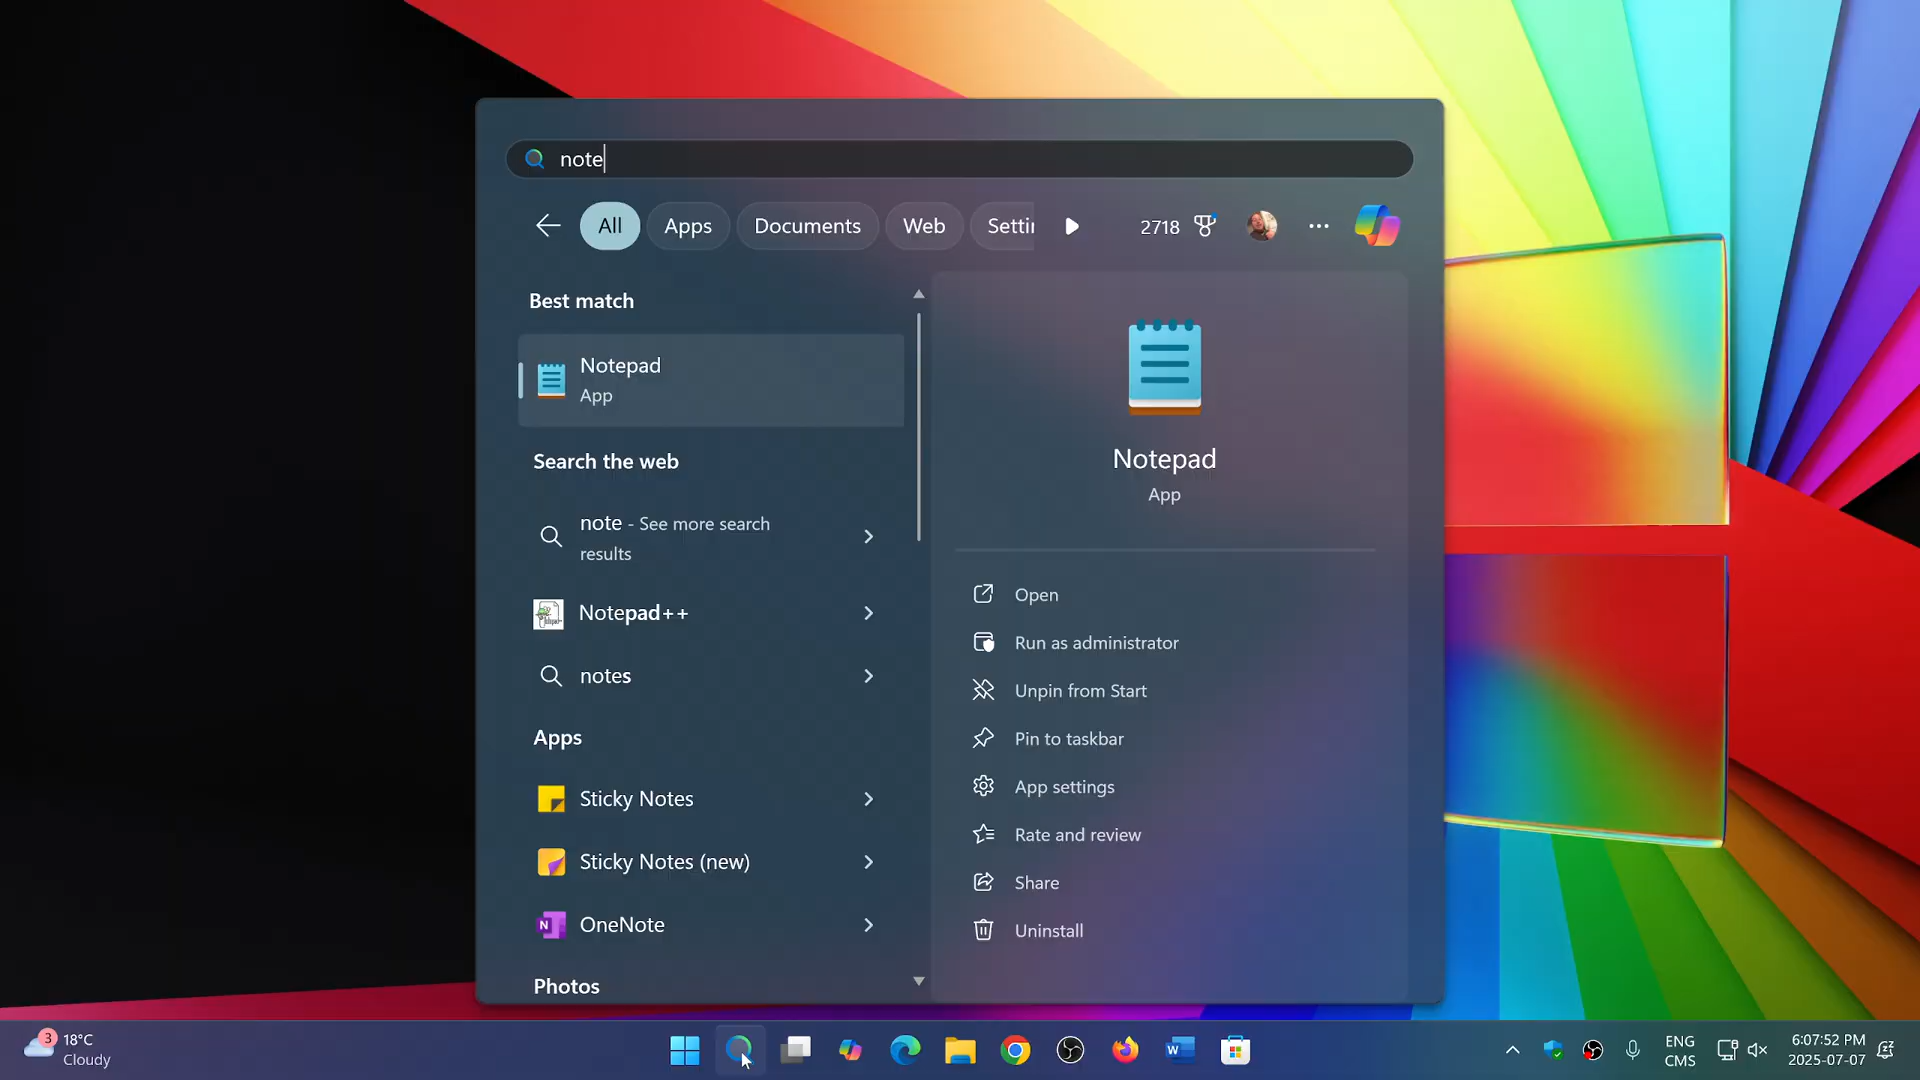 note
All
Apps
Documents
Web
Settin
2718
Best match
Notepad
App
Search the web
note - See more search
results
Notepad++
notes
Apps
Sticky Notes
Sticky Notes (new)
OneNote
Photos
Notepad
App
Open
Run as administrator
Unpin from Start
Pin to taskbar
App settings
Rate and review
Share
Uninstall
3
18°C
Cloudy
ENG
CMS
6:07:52 PM
2025-07-07